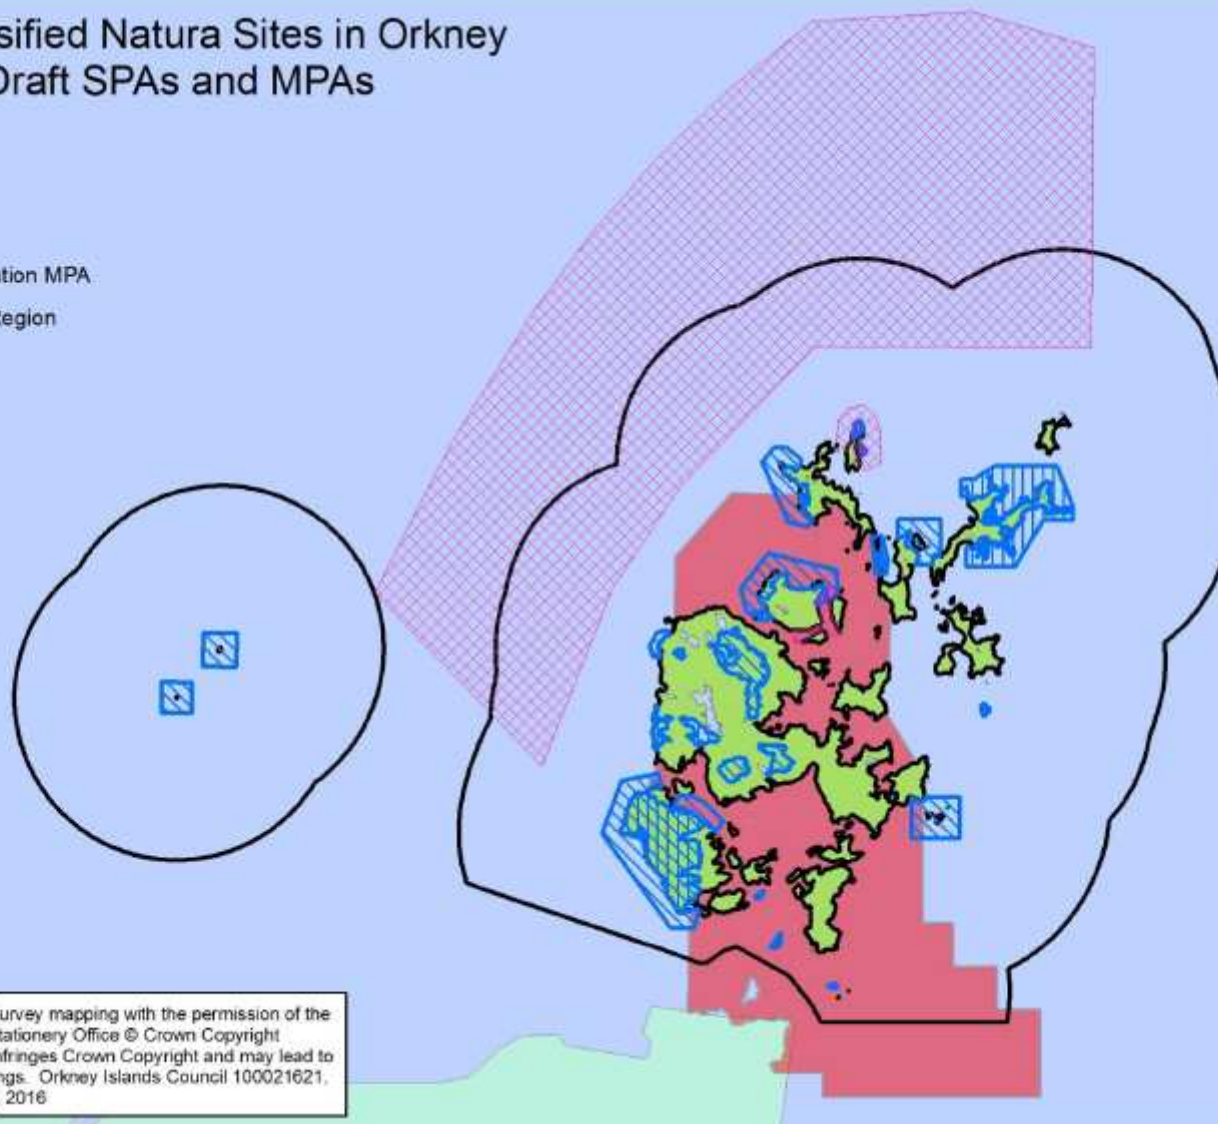 sified Natura Sites in Orkney
Draft SPAs and MPAs
tion MPA
Region
urvey mapping with the permission of the
tationery Office © Crown Copyright
nfringes Crown Copyright and may lead to
ngs. Orkney Islands Council 100021621,
2016